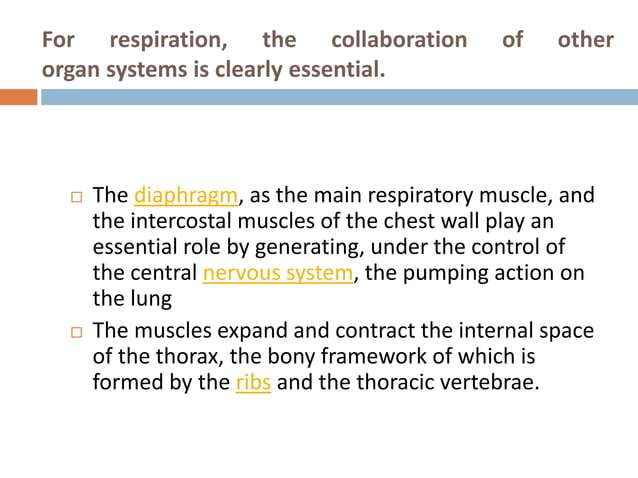 For respiration, the collaboration of other
organ systems is clearly essential.
The diaphragm, as the main respiratory muscle, and
the intercostal muscles of the chest wall play an
essential role by generating, under the control of
the central nervous system, the pumping action on
the lung
The muscles expand and contract the internal space
of the thorax, the bony framework of which is
formed by the ribs and the thoracic vertebrae.